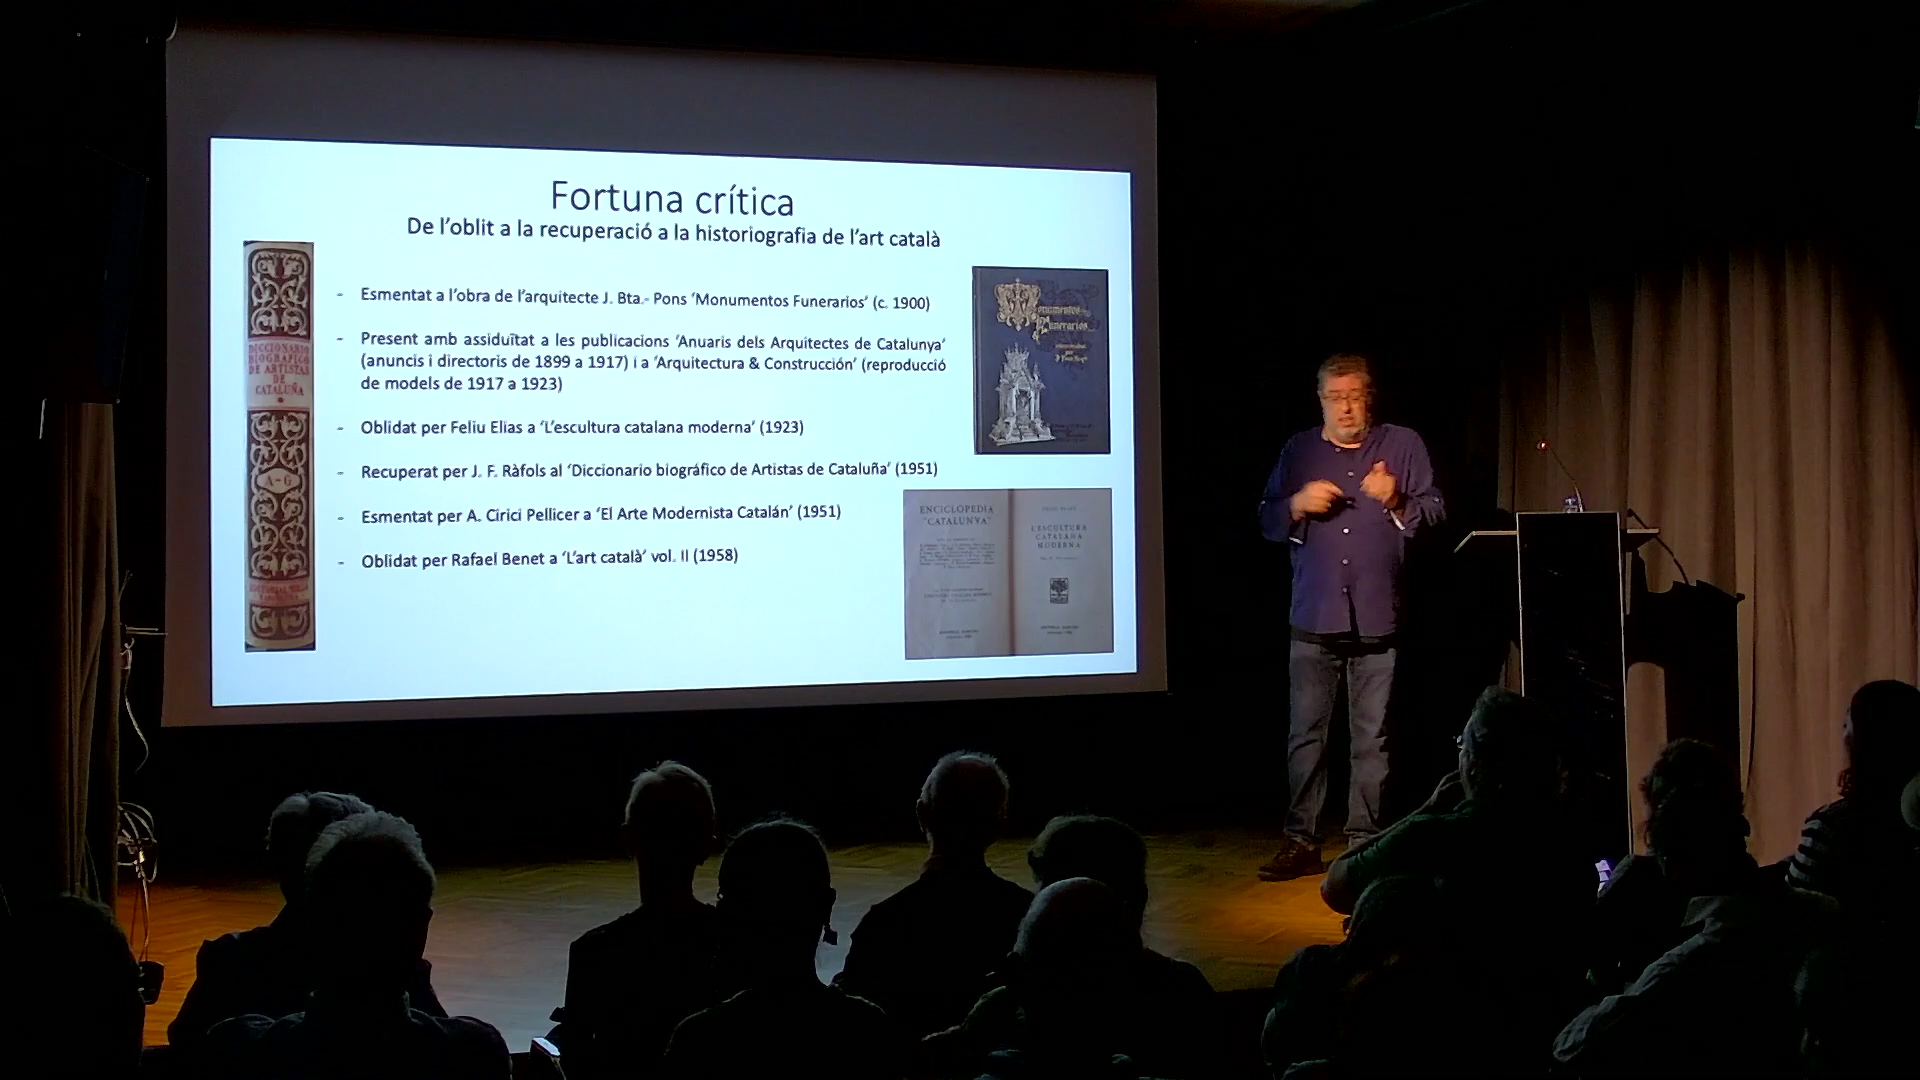 Fortuna crítica
De l'oblit a la recuperació a la historiografia de l'art català
- Esmentat a l'obra de l'arquitecte J. Bta.- Pons 'Monumentos Funerarios' (c. 1900)
- Present amb assiduïtat a les publicacions 'Anuaris dels Arquitectes de Catalunya'
(anuncis i directoris de 1899 a 1917) i a 'Arquitectura & Construcción' (reproducció
de models de 1917 a 1923)
- Oblidat per Feliu Elias a 'L'escultura catalana moderna' (1923)
- Recuperat per J. F. Ràfols al 'Diccionario biográfico de Artistas de Cataluña' (1951)
- Esmentat per A. Cirici Pellicer a 'El Arte Modernista Catalán' (1951)
- Oblidat per Rafael Benet a 'L'art català' vol. II (1958)
DICCIONARIO
BIOGRAFICO
DE ARTISTAS
DE
CATALUÑA
A-G
Monumentos
Funerarios
ENCICLOPEDIA
"CATALUNYA"
L'ESCULTURA
CATALANA
MODERNA